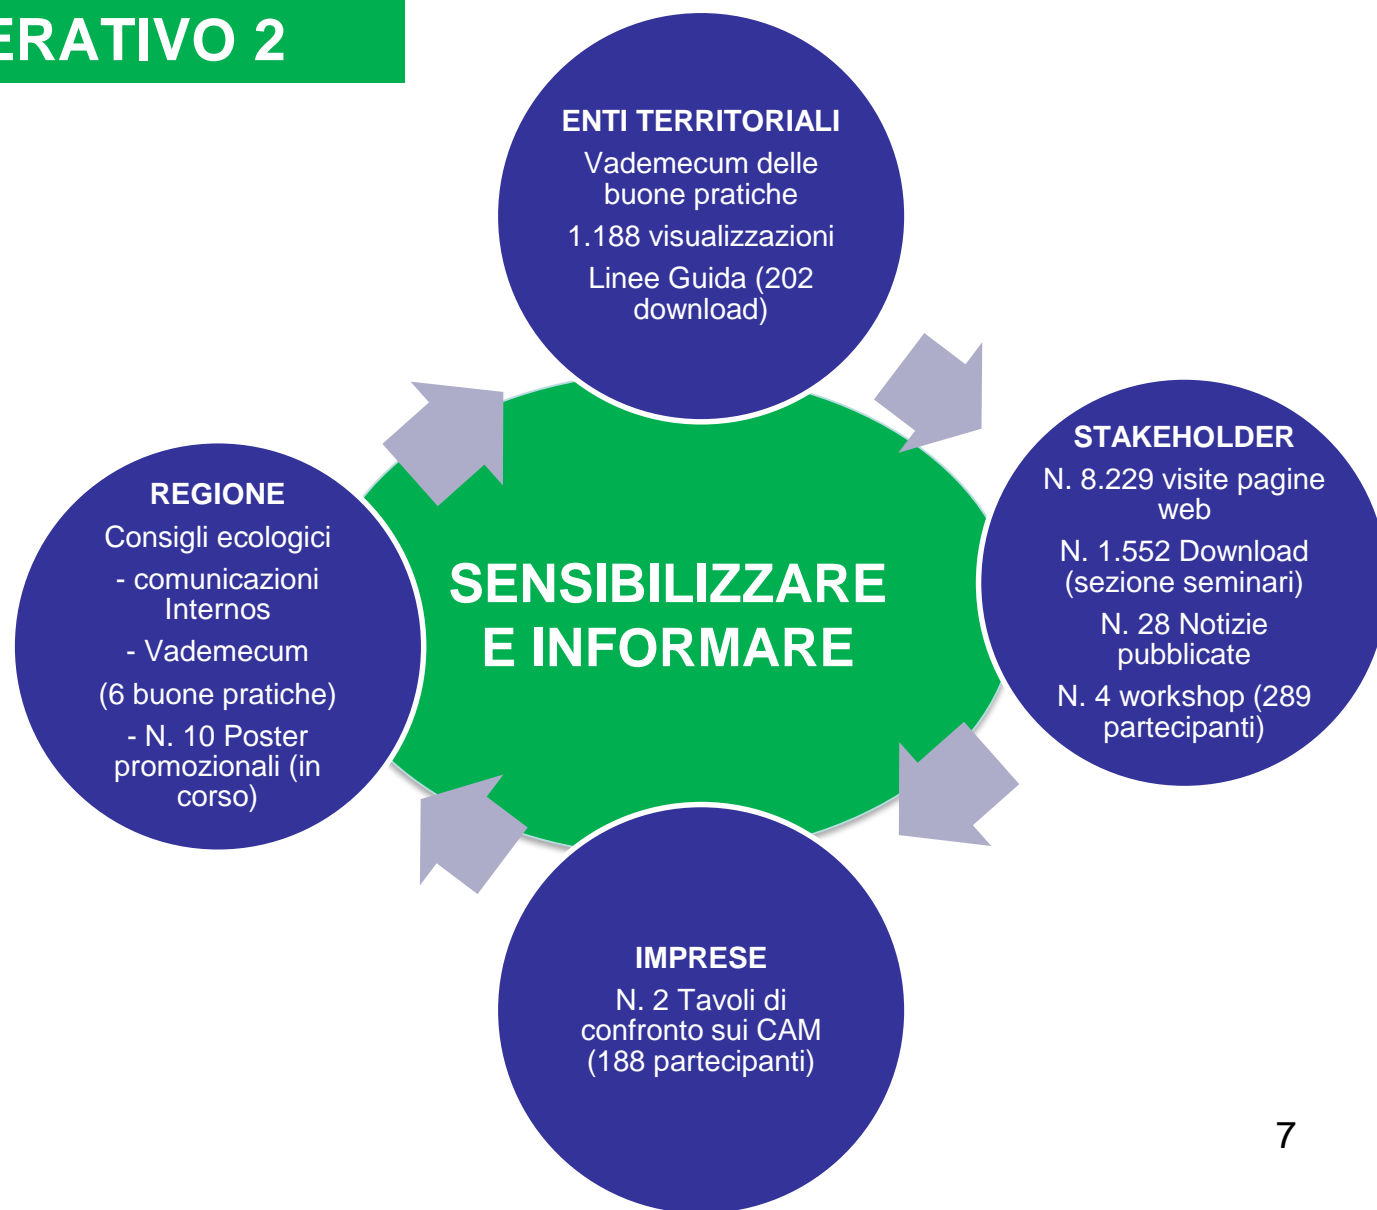 ERATIVO 2
ENTI TERRITORIALI
Vademecum delle
buone pratiche
1.188 visualizzazioni
Linee Guida (202
download)
STAKEHOLDER
N. 8.229 visite pagine
web
N. 1.552 Download
(sezione seminari)
N. 28 Notizie
pubblicate
N. 4 workshop (289
partecipanti)
REGIONE
Consigli ecologici
- comunicazioni
Internos
- Vademecum
(6 buone pratiche)
- N. 10 Poster
promozionali (in
corso)
SENSIBILIZZARE
E INFORMARE
IMPRESE
N. 2 Tavoli di
confronto sui CAM
(188 partecipanti)
7